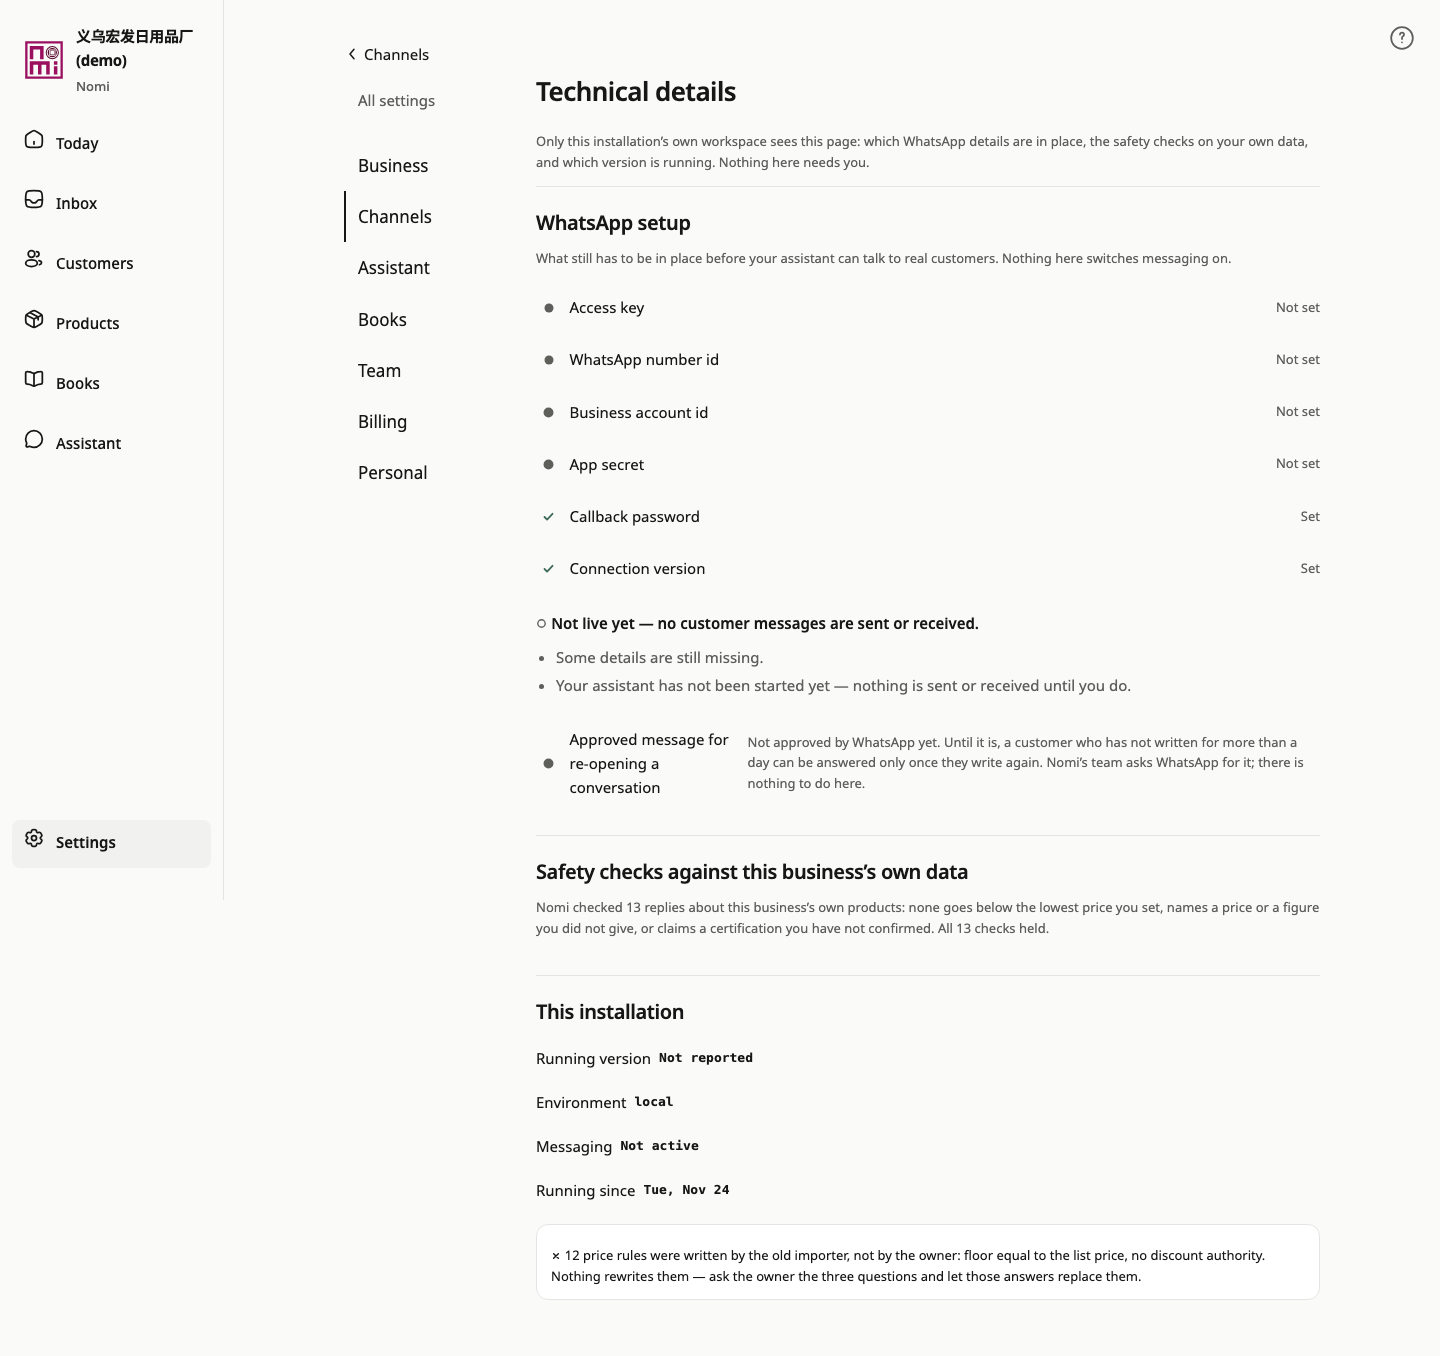 义乌宏发日用品厂
(demo)
Nomi
Today
Inbox
Customers
Products
Books
Assistant
Settings
Channels
All settings
Business
Channels
Assistant
Books
Team
Billing
Personal
Technical details
Only this installation’s own workspace sees this page: which WhatsApp details are in place, the safety checks on your own data,
and which version is running. Nothing here needs you.
WhatsApp setup
What still has to be in place before your assistant can talk to real customers. Nothing here switches messaging on.
Access key Not set
WhatsApp number id Not set
Business account id Not set
App secret Not set
Callback password Set
Connection version Set
Not live yet — no customer messages are sent or received.
Some details are still missing.
Your assistant has not been started yet — nothing is sent or received until you do.
Approved message for
re-opening a
conversation
Not approved by WhatsApp yet. Until it is, a customer who has not written for more than a
day can be answered only once they write again. Nomi’s team asks WhatsApp for it; there is
nothing to do here.
Safety checks against this business’s own data
Nomi checked 13 replies about this business’s own products: none goes below the lowest price you set, names a price or a figure
you did not give, or claims a certification you have not confirmed. All 13 checks held.
This installation
Running version Not reported
Environment local
Messaging Not active
Running since Tue, Nov 24
× 12 price rules were written by the old importer, not by the owner: floor equal to the list price, no discount authority.
Nothing rewrites them — ask the owner the three questions and let those answers replace them.